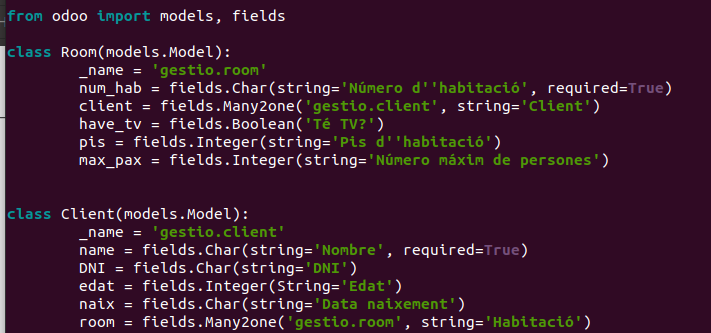 from odoo import models, fields
class Room(models.Model):
_name = 'gestio.room'
num_hab = fields.Char(string='Número d''habitació', required=True)
client = fields.Many2one('gestio.client', string='Client')
have_tv = fields.Boolean('Té TV?')
pis = fields.Integer(string='Pis d''habitació')
max_pax = fields.Integer(string='Número máxim de persones')
class Client(models.Model):
_name = 'gestio.client'
name = fields.Char(string='Nombre', required=True)
DNI = fields.Char(string='DNI')
edat = fields.Integer(String='Edat')
naix = fields.Char(string='Data naixement')
room = fields.Many2one('gestio.room', string='Habitació')